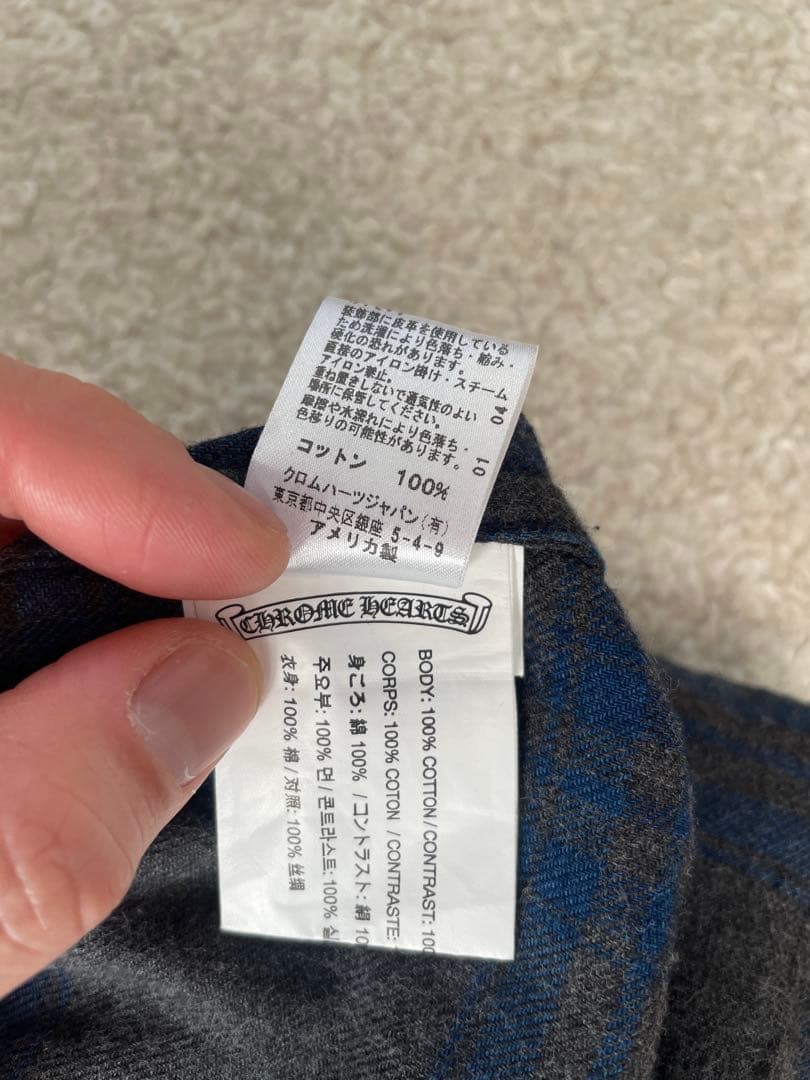 装飾部に皮革を使用している
ため洗濯により色落ち・縮み・
硬化の恐れがあります。
直接のアイロン掛け・スチーム
アイロン禁止。
重ね置きしないで通気性のよい
場所に保管してください。
摩擦や水濡れにより色落ち・
色移りの可能性があります。
01 04
コットン 100%
クロムハーツジャパン(有)
東京都中央区銀座 5-4-9
アメリカ製
CHROME HEARTS
BODY: 100% COTTON / CONTRAST: 100
CORPS: 100% COTON / CONTRASTE:
身ごろ: 綿 100% / コントラスト: 絹 10
주요부: 100% 면 / 콘트라스트: 100% 실
衣身: 100% 棉 / 对照: 100% 丝绸